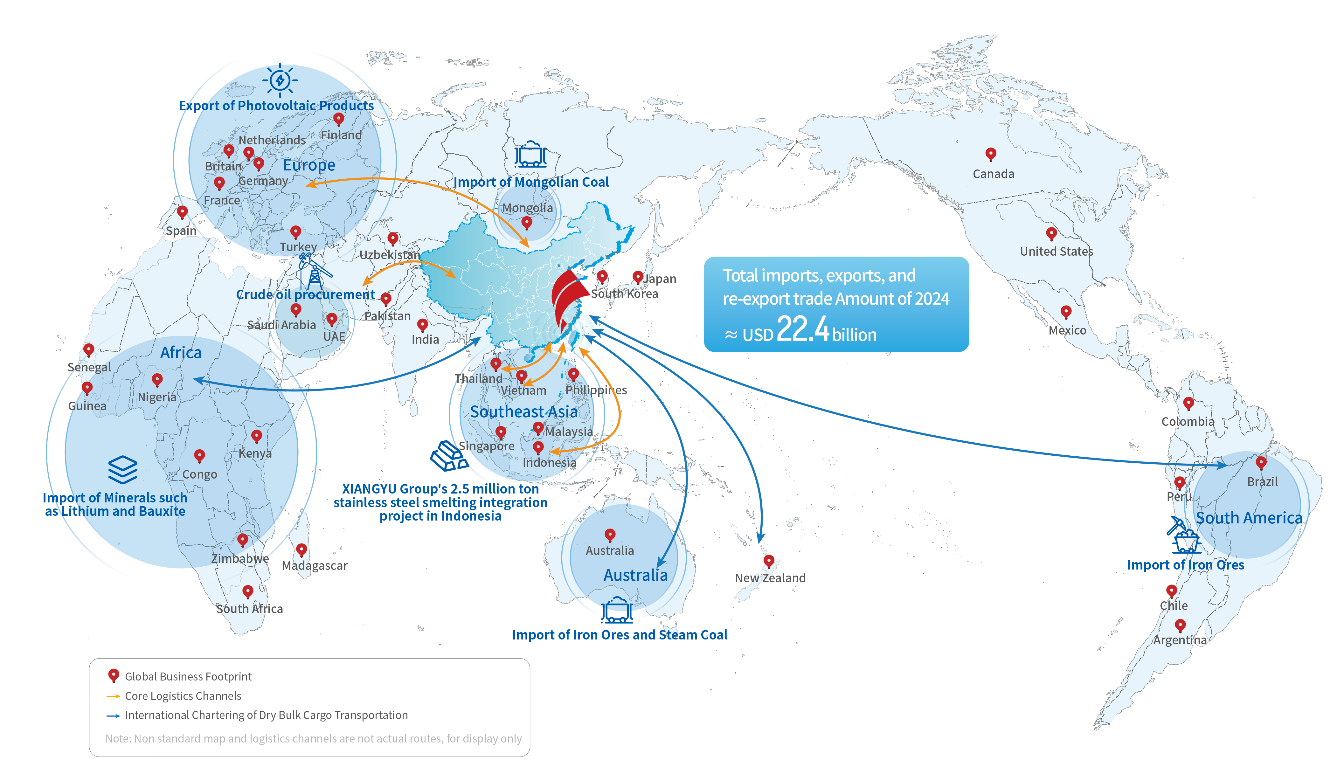 Export of Photovoltaic Products
Finland
Netherlands
Britain
Europe
Germany
France
Spain
Turkey
Import of Mongolian Coal
Mongolia
Uzbekistan
Crude oil procurement
Saudi Arabia
UAE
Pakistan
India
Japan
South Korea
Total imports, exports, and
re-export trade Amount of 2024
≈ USD 22.4 billion
Canada
United States
Mexico
Africa
Senegal
Guinea
Nigeria
Kenya
Congo
Import of Minerals such
as Lithium and Bauxite
Zimbabwe
Madagascar
South Africa
Thailand
Vietnam
Philippines
Southeast Asia
Singapore
Malaysia
Indonesia
XIANGYU Group's 2.5 million ton
stainless steel smelting integration
project in Indonesia
Australia
Australia
Import of Iron Ores and Steam Coal
New Zealand
Colombia
Brazil
Peru
South America
Import of Iron Ores
Chile
Argentina
Global Business Footprint
Core Logistics Channels
International Chartering of Dry Bulk Cargo Transportation
Note: Non standard map and logistics channels are not actual routes, for display only